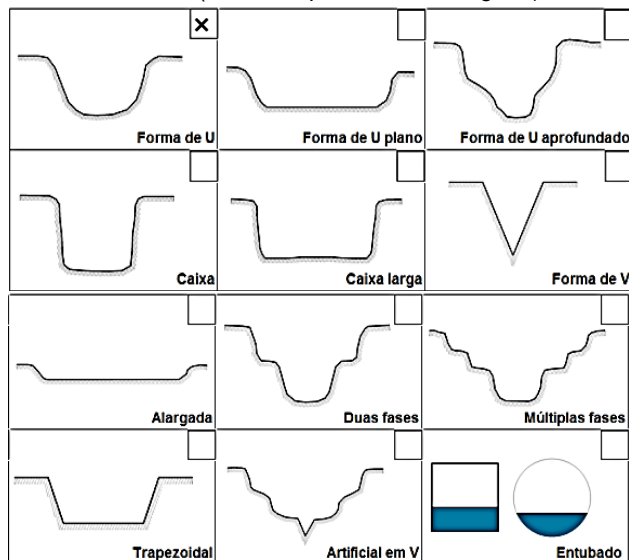 Forma de U
Forma de U plano
Forma de U aprofundado
Caixa
Caixa larga
Forma de V
Alargada
Duas fases
Múltiplas fases
Trapezoidal
Artificial em V
Entubado